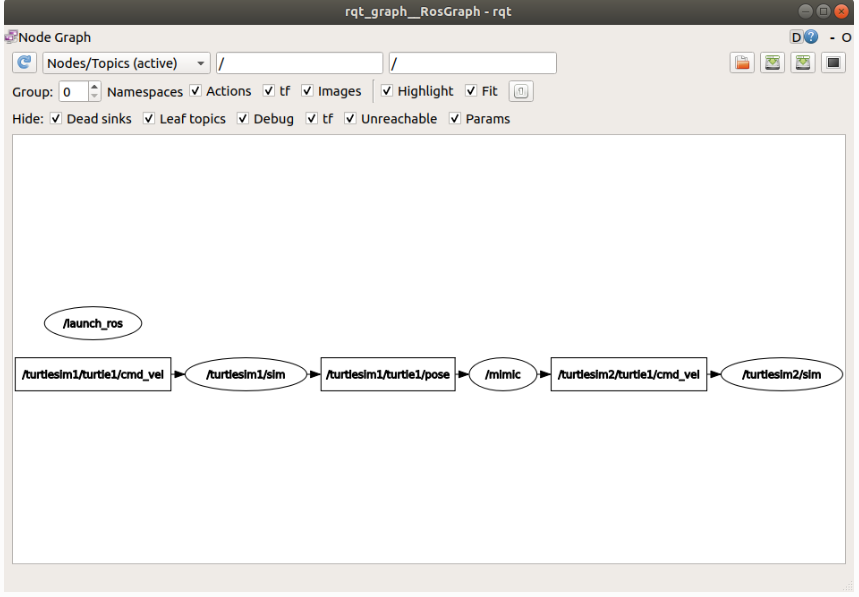 rqt_graph__RosGraph - rqt
Node Graph D ? - O
Nodes/Topics (active) / /
Group: 0 Namespaces Actions tf Images Highlight Fit
Hide: Dead sinks Leaf topics Debug tf Unreachable Params
/launch_ros
/turtlesim1/turtle1/cmd_vel /turtlesim1/sim /turtlesim1/turtle1/pose /mimic /turtlesim2/turtle1/cmd_vel /turtlesim2/sim